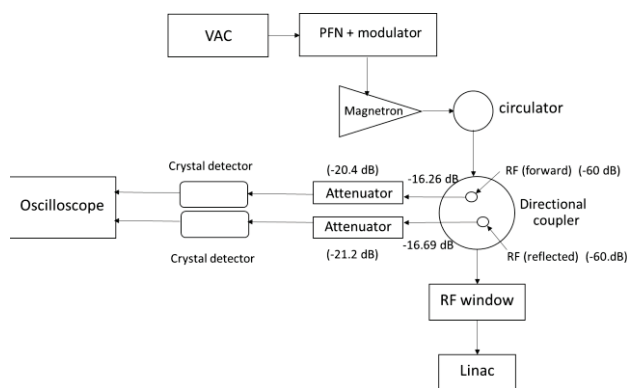 VAC
PFN + modulator
Magnetron
circulator
Crystal detector
(-20.4 dB)
-16.26 dB
RF (forward) (-60 dB)
Oscilloscope
Attenuator
Directional
coupler
Attenuator
Crystal detector
(-21.2 dB)
-16.69 dB
RF (reflected) (-60.dB)
RF window
Linac